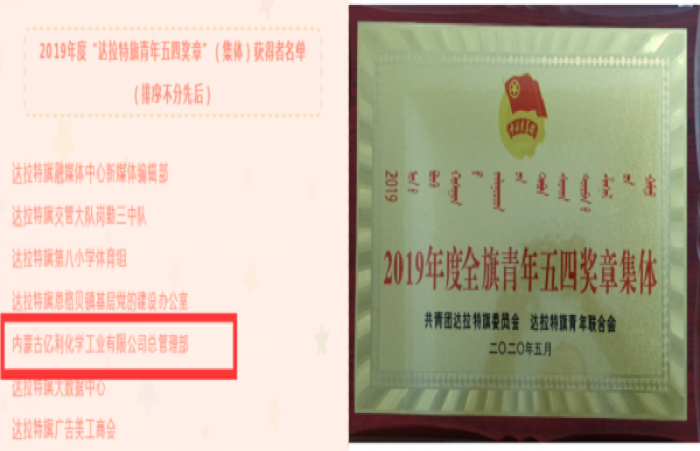 2019年度“达拉特旗青年五四奖章”（集体）获得者名单
（排序不分先后）
达拉特旗融媒体中心新媒体编辑部
达拉特旗交管大队岗勤三中队
达拉特旗第八小学体育组
达拉特旗恩格贝镇基层党的建设办公室
内蒙古亿利化学工业有限公司总管理部
达拉特旗大数据中心
达拉特旗广告美工商会
2019
2019年度全旗青年五四奖章集体
共青团达拉特旗委员会 达拉特旗青年联合会
二〇二〇年五月